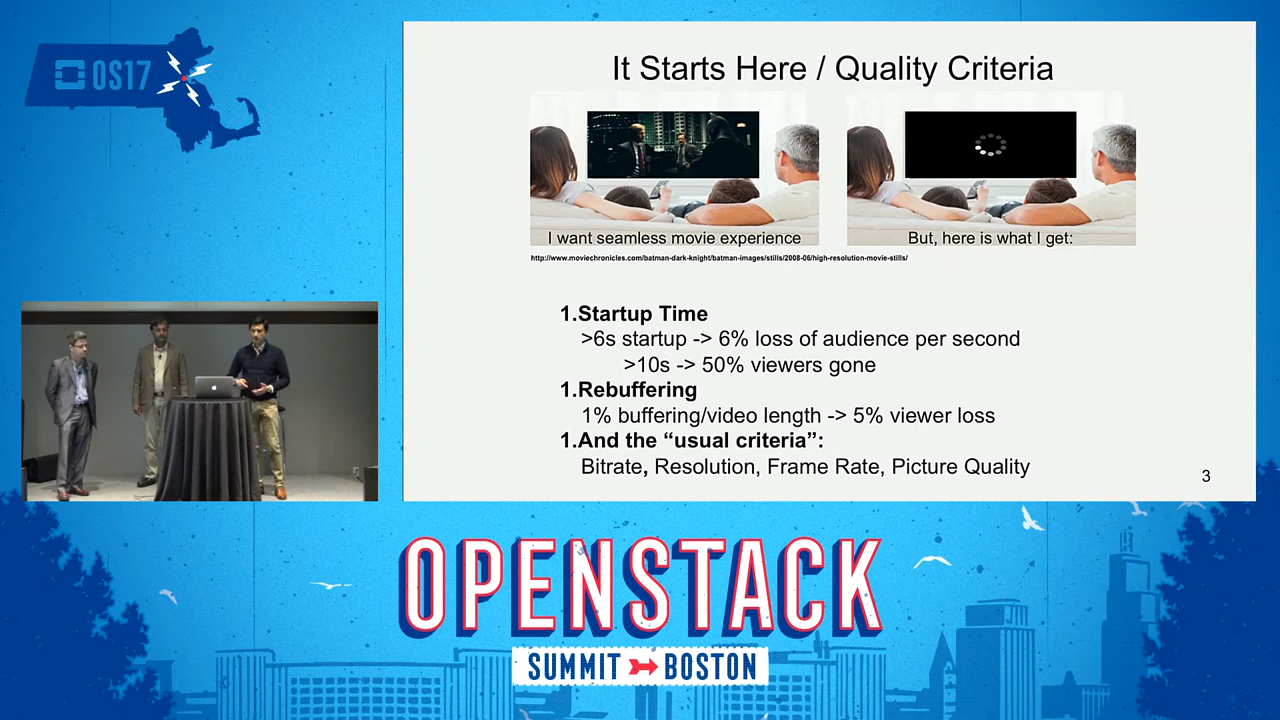 OS17
It Starts Here / Quality Criteria
I want seamless movie experience
But, here is what I get:
http://www.moviechronicles.com/batman-dark-knight/batman-images/stills/2008-06/high-resolution-movie-stills/
1.Startup Time
>6s startup -> 6% loss of audience per second
>10s -> 50% viewers gone
1.Rebuffering
1% buffering/video length -> 5% viewer loss
1.And the “usual criteria”:
Bitrate, Resolution, Frame Rate, Picture Quality
3
OPENSTACK
SUMMIT BOSTON